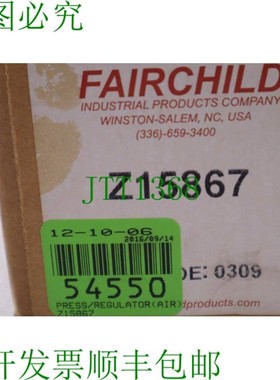 图必究
FAIRCHILD
INDUSTRIAL PRODUCTS COMPANY
WINSTON-SALEM, NC, USA
(336)-659-3400
Z15867
JTT1368
12-10-06
2016/09/14
DE: 0309
54550
PRESS/REGULATOR(AIR)
dproducts.com
Z15867
开发票顺丰包邮